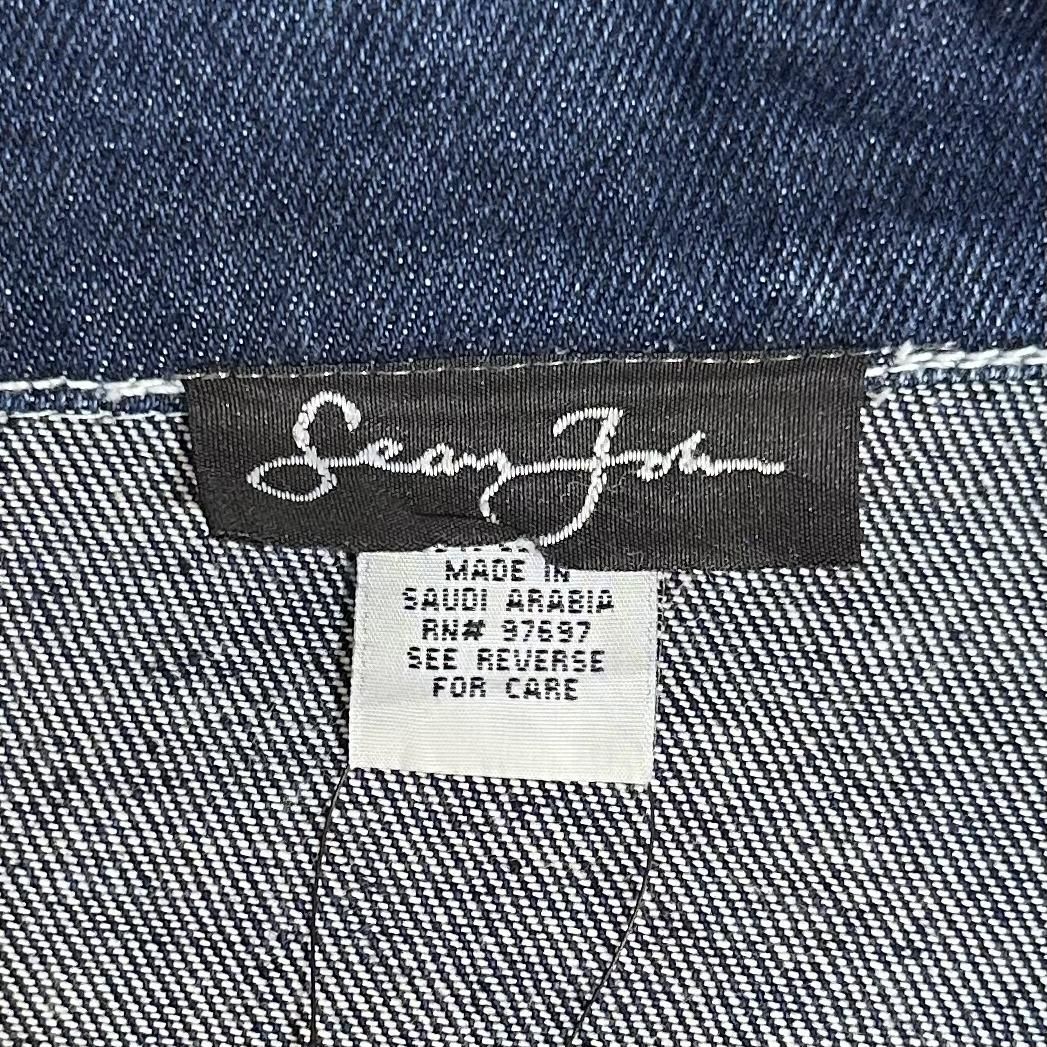 Sean John
MADE IN
SAUDI ARABIA
RN# 97697
SEE REVERSE
FOR CARE